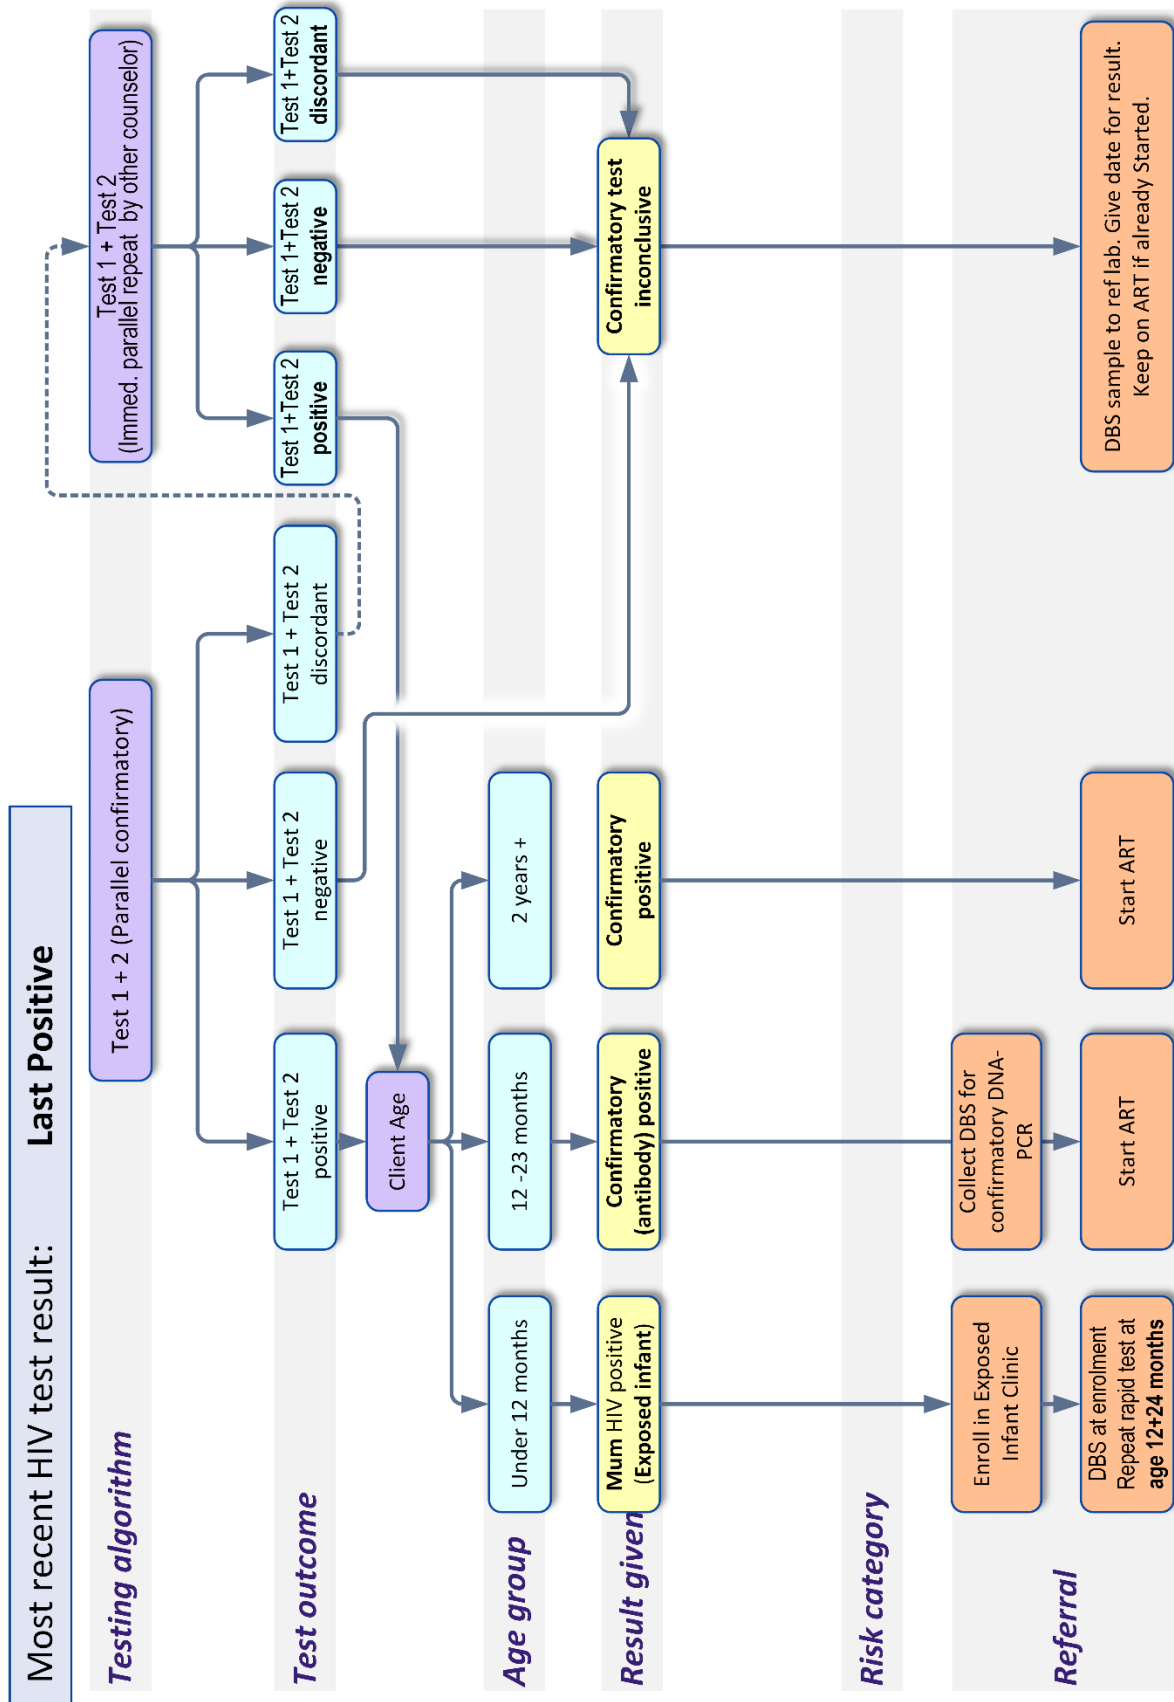 Most recent HIV test result: Last Positive
Testing algorithm
Test 1 + 2 (Parallel confirmatory)
Test 1 + Test 2
(Immed. parallel repeat by other counselor)
Test outcome
Test 1 + Test 2
positive
Test 1 + Test 2
negative
Test 1 + Test 2
discordant
Test 1+Test 2
positive
Test 1+Test 2
negative
Test 1+Test 2
discordant
Client Age
Age group
Under 12 months
12 -23 months
2 years +
Result given
Mum HIV positive
(Exposed infant)
Confirmatory
(antibody) positive
Confirmatory
positive
Confirmatory test
inconclusive
Risk category
Referral
Enroll in Exposed
Infant Clinic
Collect DBS for
confirmatory DNA-
PCR
DBS at enrolment
Repeat rapid test at
age 12+24 months
Start ART
Start ART
DBS sample to ref lab. Give date for result.
Keep on ART if already Started.